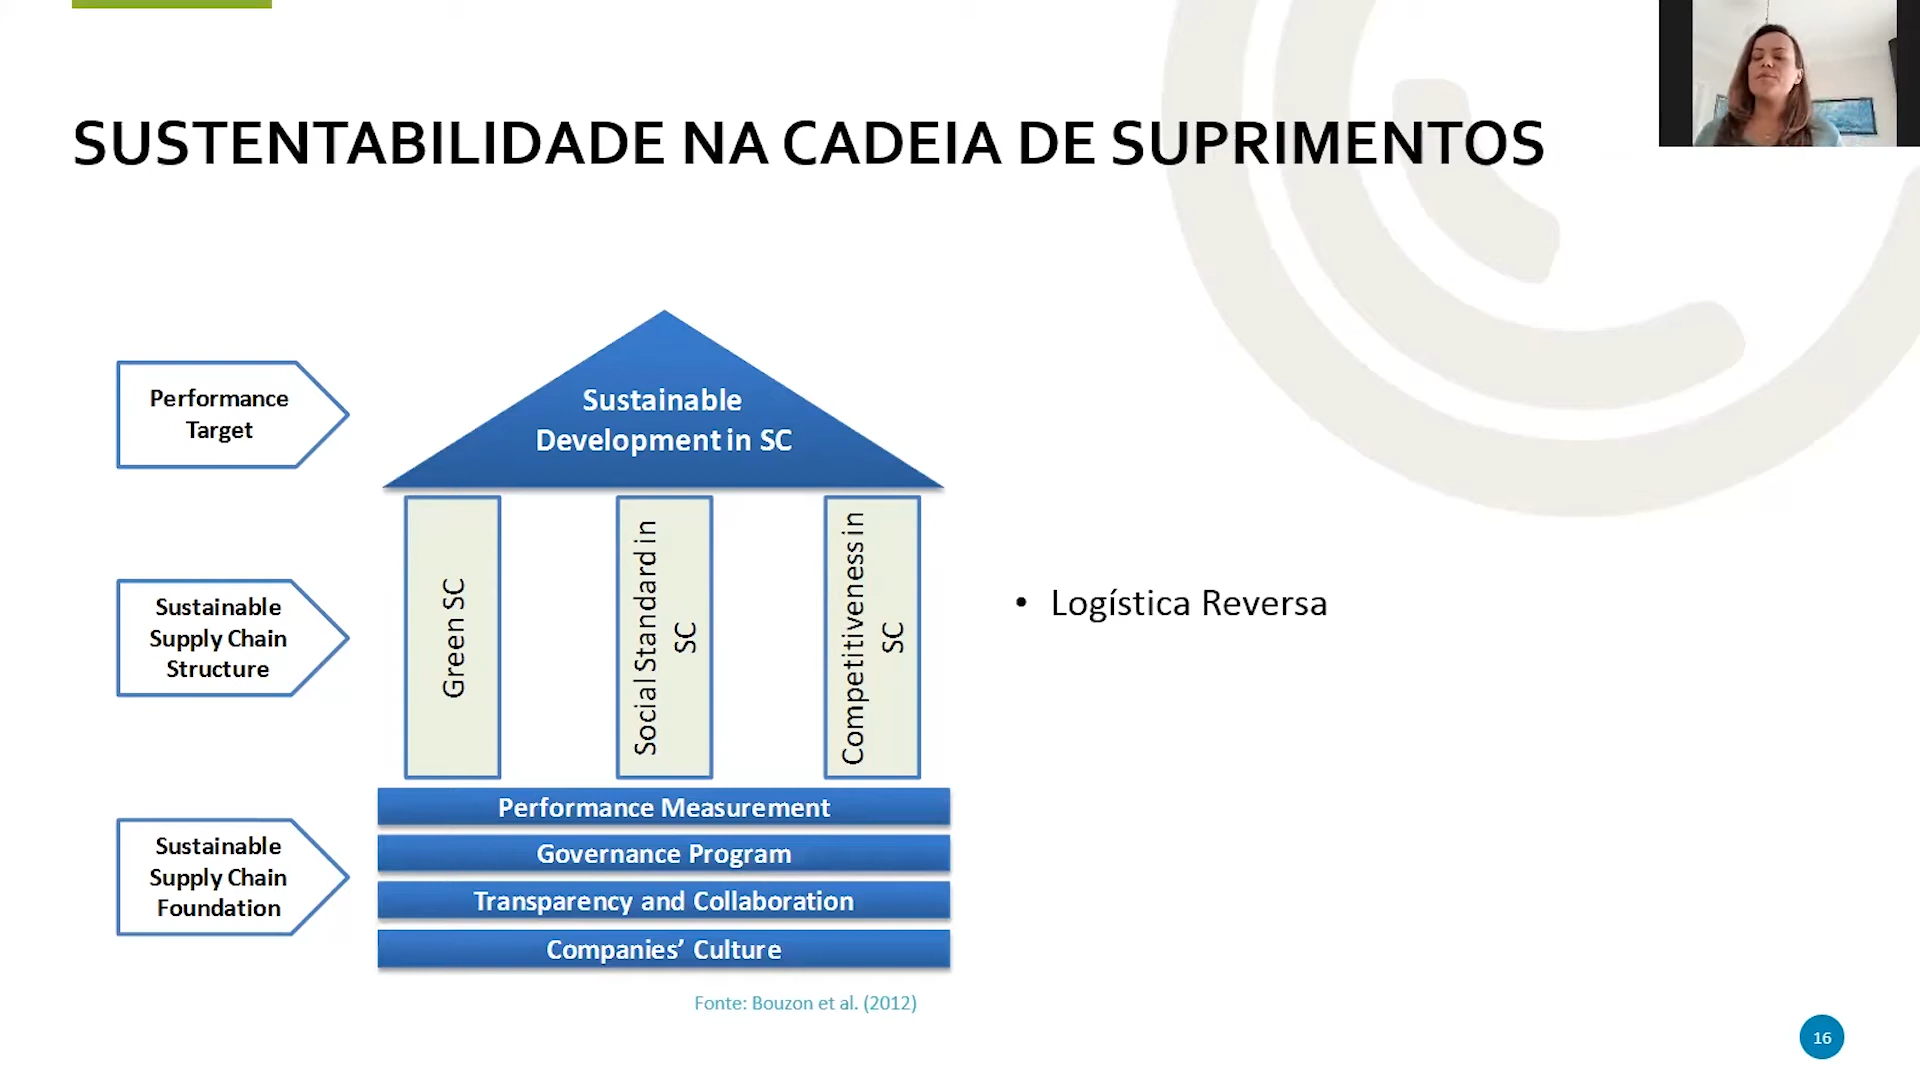 SUSTENTABILIDADE NA CADEIA DE SUPRIMENTOS
Performance
Target
Sustainable
Development in SC
Sustainable
Supply Chain
Structure
Green SC
Social Standard in
SC
Competitiveness in
SC
• Logística Reversa
Sustainable
Supply Chain
Foundation
Performance Measurement
Governance Program
Transparency and Collaboration
Companies’ Culture
Fonte: Bouzon et al. (2012)
16